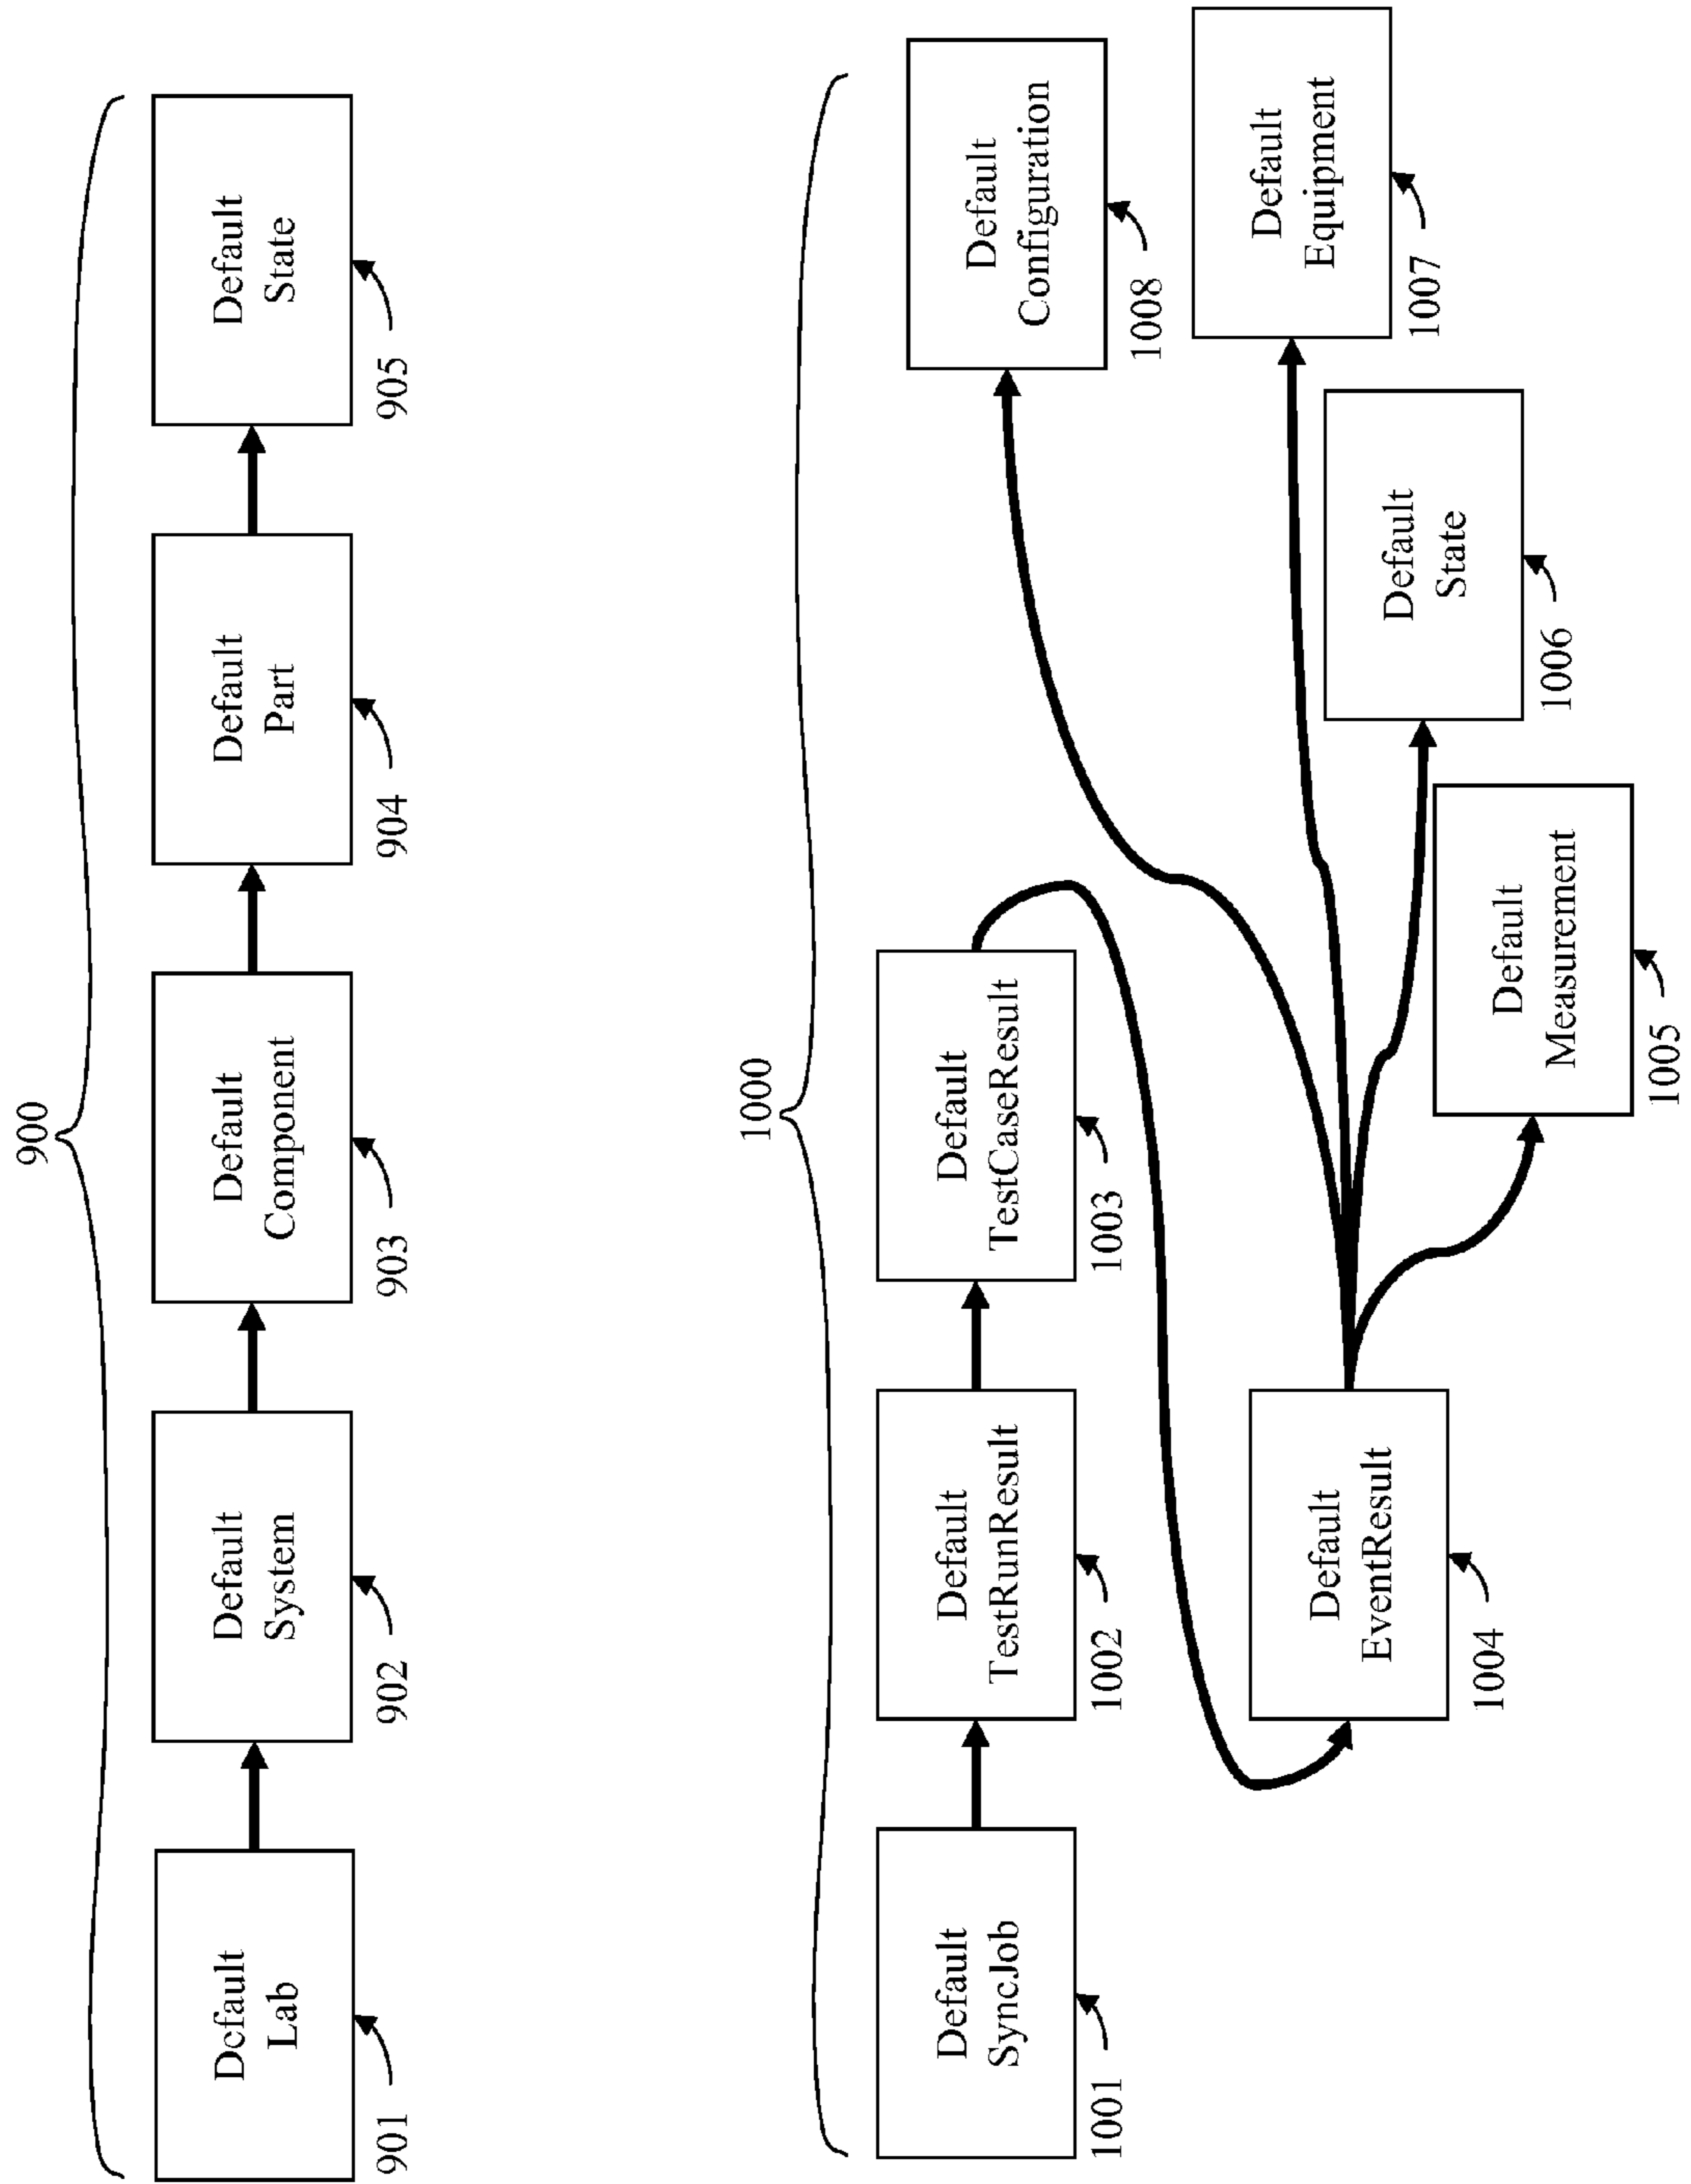 900
Default
Lab
901
Default
System
902
Default
Component
903
Default
Part
904
Default
State
905
1000
Default
SyncJob
1001
Default
TestRunResult
1002
Default
TestCaseResult
1003
Default
Configuration
1008
Default
EventResult
1004
Default
Measurement
1005
Default
State
1006
Default
Equipment
1007